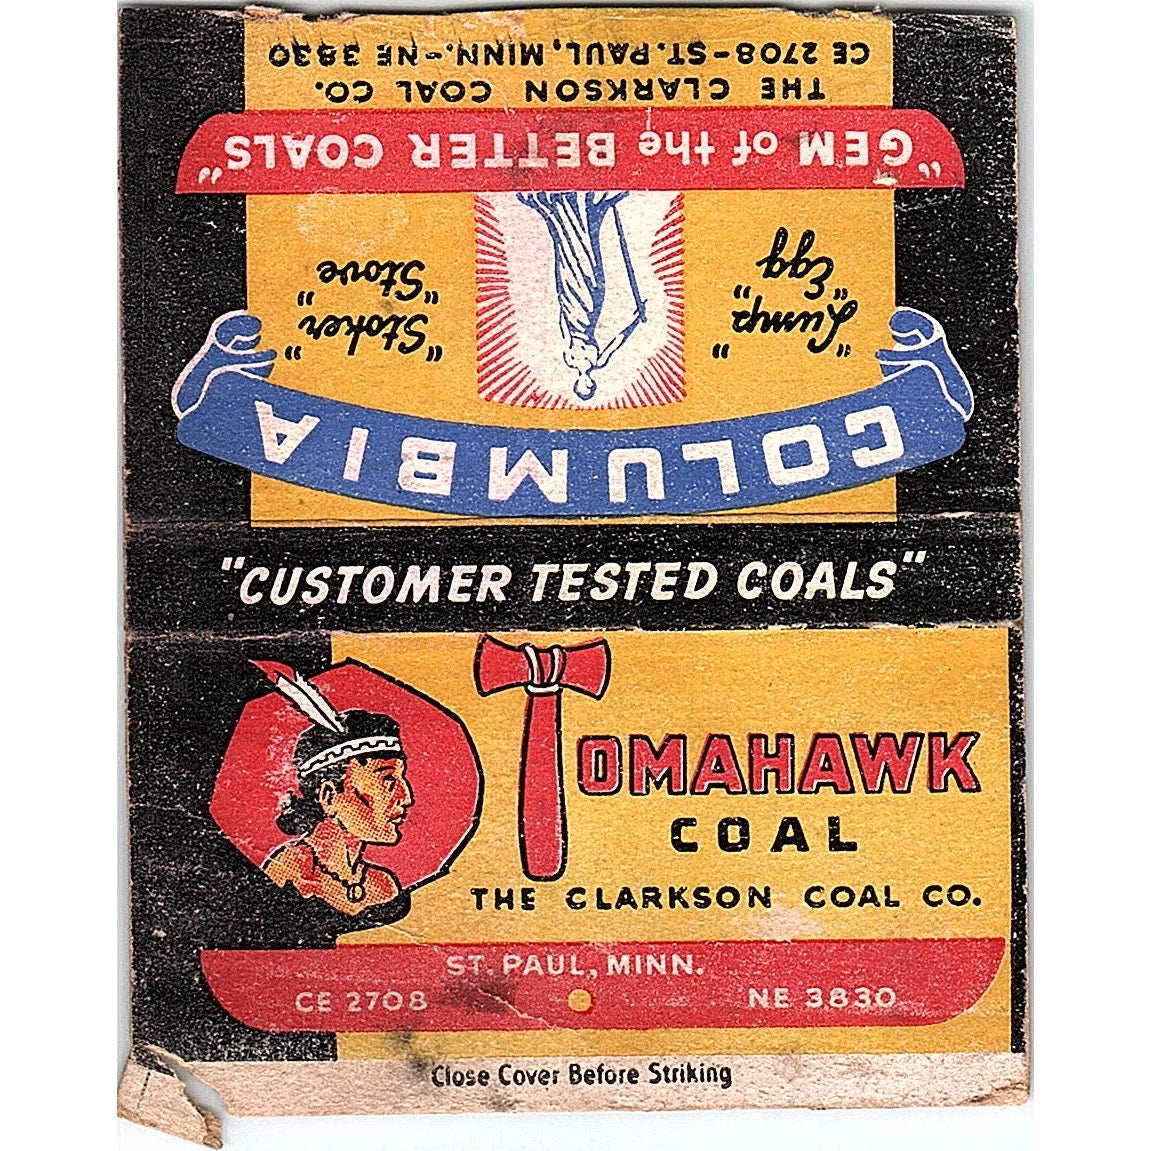 COLUMBIA
"Lump" "Stoker"
"Egg "Stove
"GEM of the BETTER COALS"
THE CLARKSON COAL CO.
CE 2708-ST. PAUL, MINN.-NE 3830
"CUSTOMER TESTED COALS"
TOMAHAWK
COAL
THE CLARKSON COAL CO.
ST. PAUL, MINN.
CE 2708 NE 3830
Close Cover Before Striking